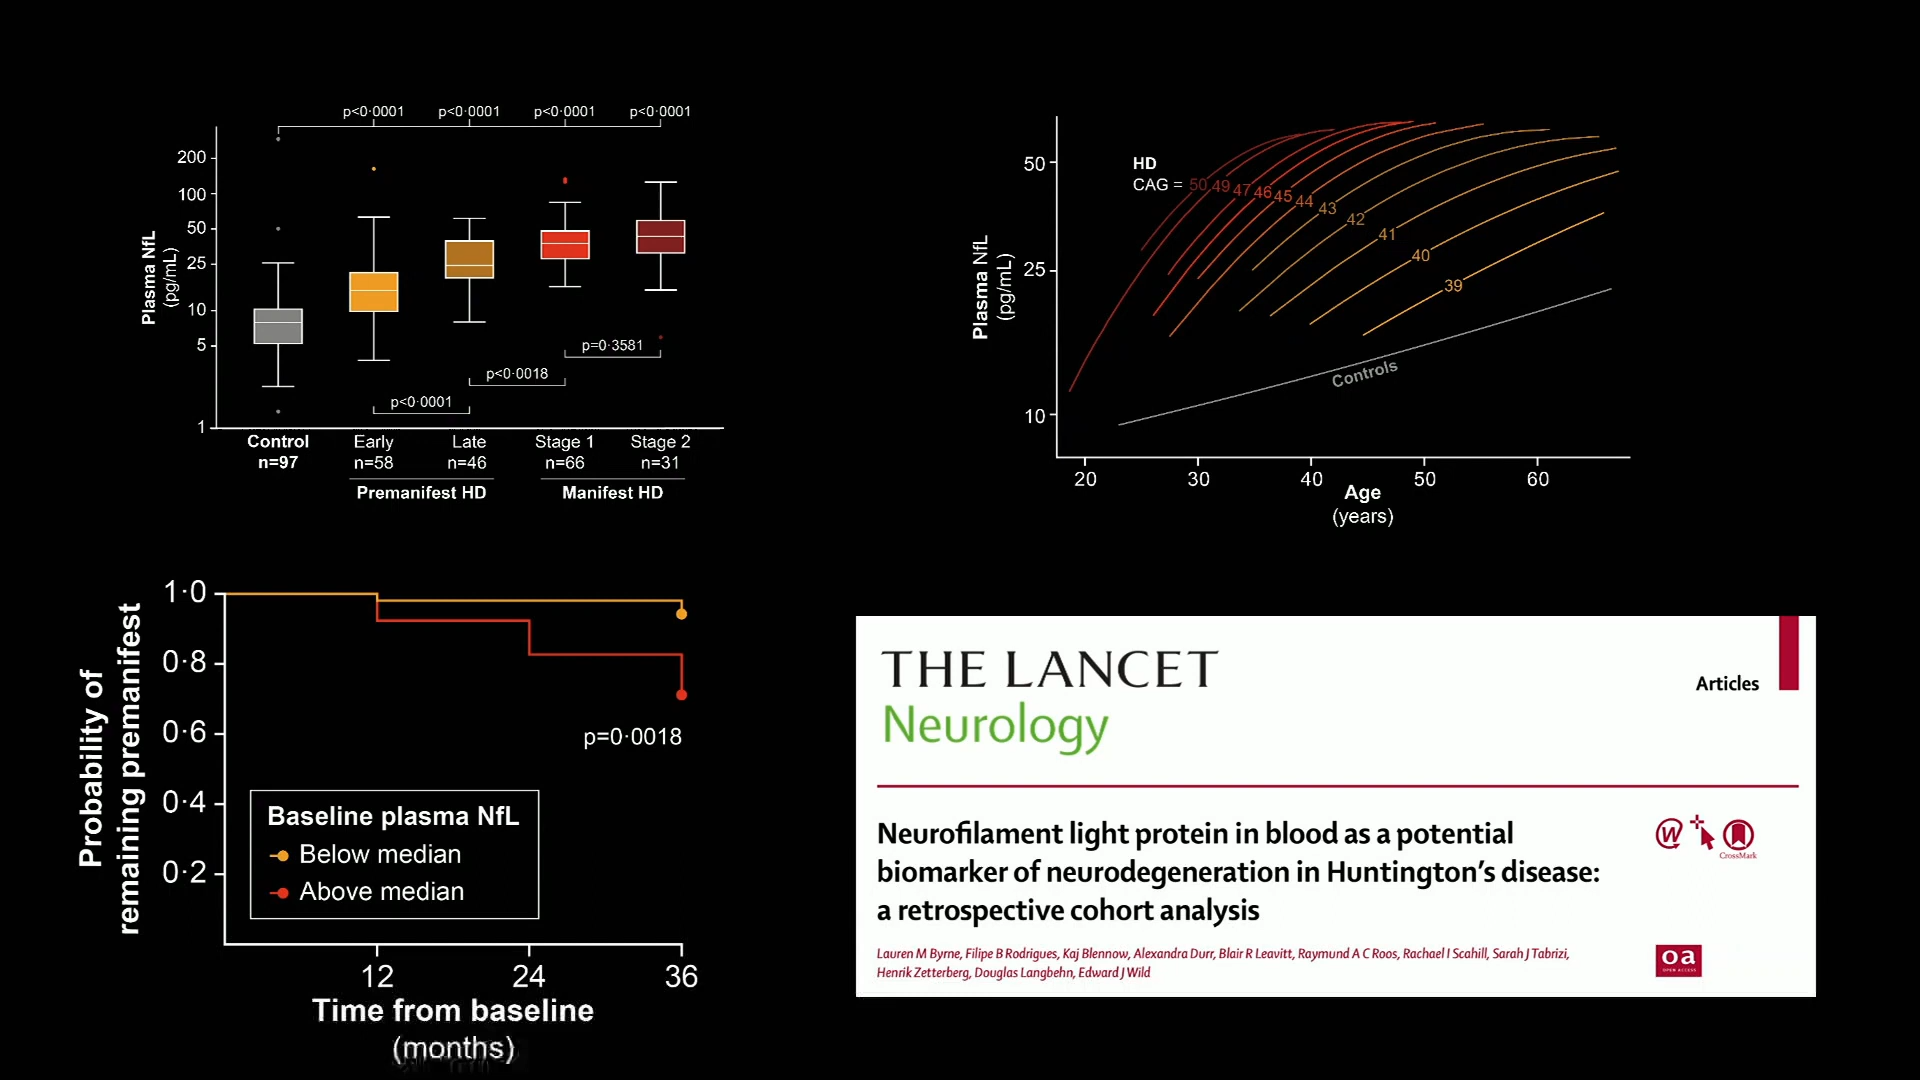 p<0·0001 p<0·0001 p<0·0001 p<0·0001
200
100
50
25
10
5
1
Plasma NfL
(pg/mL)
p=0·3581
p<0·0018
p<0·0001
Control Early Late Stage 1 Stage 2
n=97 n=58 n=46 n=66 n=31
Premanifest HD Manifest HD
50
25
10
Plasma NfL
(pg/mL)
HD
CAG = 50 49 47 46 45 44 43 42 41 40 39
Controls
20 30 40 50 60
Age
(years)
1·0
0·8
0·6
0·4
0·2
Probability of
remaining premanifest
p=0·0018
Baseline plasma NfL
Below median
Above median
12 24 36
Time from baseline
(months)
THE LANCET
Neurology
Articles
Neurofilament light protein in blood as a potential
biomarker of neurodegeneration in Huntington's disease:
a retrospective cohort analysis
W
CrossMark
Lauren M Byrne, Filipe B Rodrigues, Kaj Blennow, Alexandra Durr, Blair R Leavitt, Raymund A C Roos, Rachael I Scahill, Sarah J Tabrizi,
Henrik Zetterberg, Douglas Langbehn, Edward J Wild
oa
OPEN ACCESS